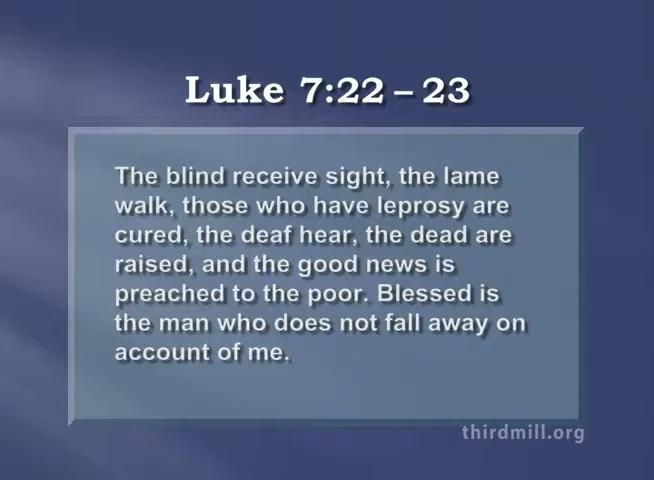 Luke 7:22 – 23
The blind receive sight, the lame
walk, those who have leprosy are
cured, the deaf hear, the dead are
raised, and the good news is
preached to the poor. Blessed is
the man who does not fall away on
account of me.
thirdmill.org